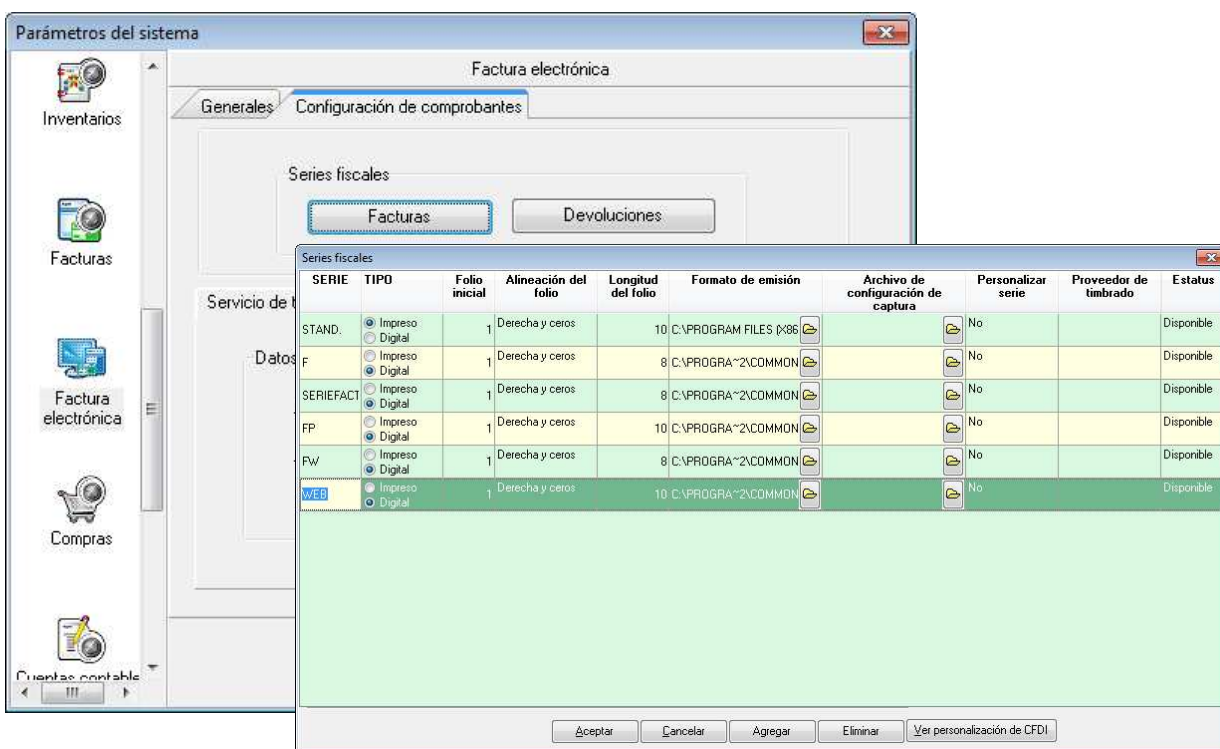 Parámetros del sistema
Inventarios
Facturas
Factura
electrónica
Compras
Cuentas contable
Factura electrónica
Generales
Configuración de comprobantes
Series fiscales
Facturas
Devoluciones
Servicio de t
Datos
Series fiscales
SERIE TIPO Folio inicial Alineación del folio Longitud del folio Formato de emisión Archivo de configuración de captura Personalizar serie Proveedor de timbrado Estatus
STAND. Impreso Digital 1 Derecha y ceros 10 C:\PROGRAM FILES (X86 No Disponible
F Impreso Digital 1 Derecha y ceros 8 C:\PROGRA~2\COMMON No Disponible
SERIEFACT Impreso Digital 1 Derecha y ceros 8 C:\PROGRA~2\COMMON No Disponible
FP Impreso Digital 1 Derecha y ceros 10 C:\PROGRA~2\COMMON No Disponible
FW Impreso Digital 1 Derecha y ceros 8 C:\PROGRA~2\COMMON No Disponible
WEB Impreso Digital 1 Derecha y ceros 10 C:\PROGRA~2\COMMON No Disponible
Aceptar Cancelar Agregar Eliminar Ver personalización de CFDI